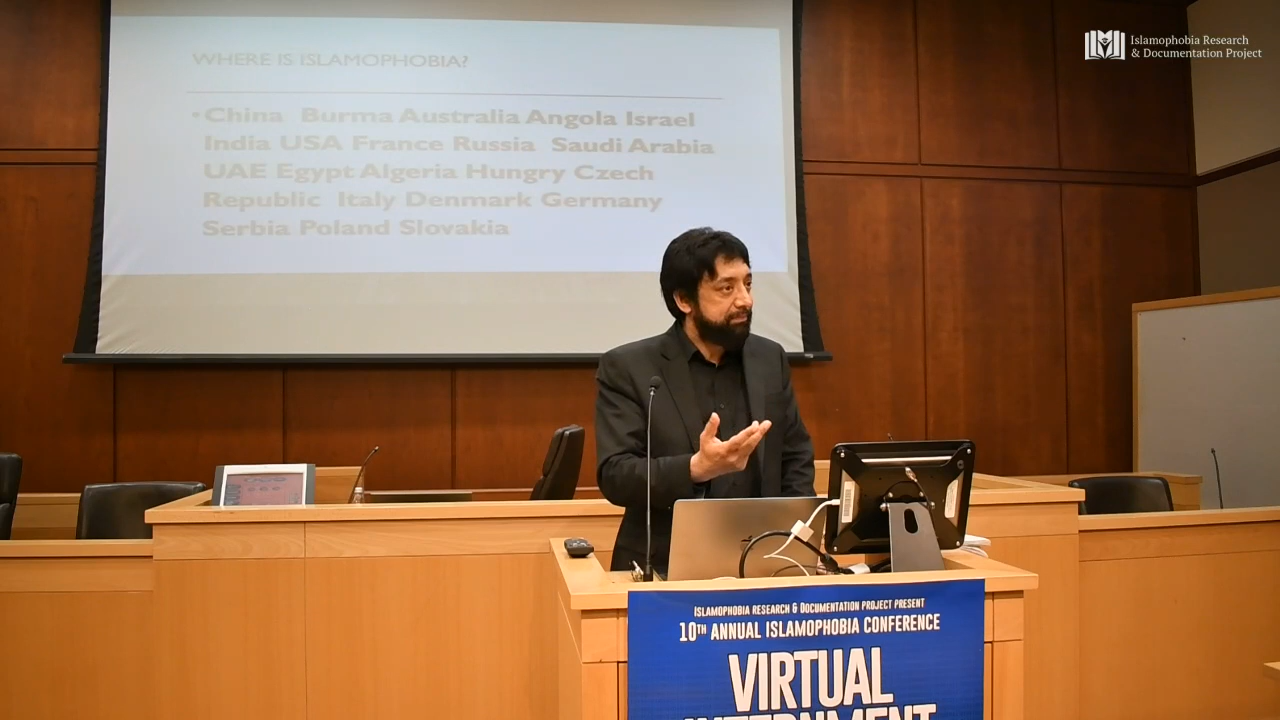 Islamophobia Research
& Documentation Project
WHERE IS ISLAMOPHOBIA?
• China Burma Australia Angola Israel
India USA France Russia Saudi Arabia
UAE Egypt Algeria Hungry Czech
Republic Italy Denmark Germany
Serbia Poland Slovakia
ISLAMOPHOBIA RESEARCH & DOCUMENTATION PROJECT PRESENT
10TH ANNUAL ISLAMOPHOBIA CONFERENCE
VIRTUAL
INTERNMENT